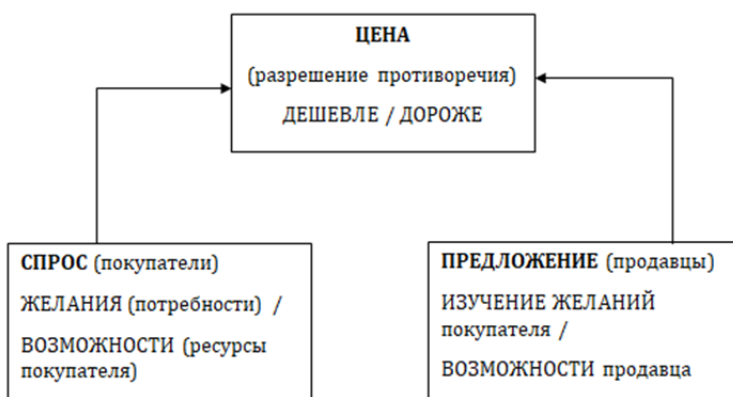 ЦЕНА
(разрешение противоречия)
ДЕШЕВЛЕ / ДОРОЖЕ
СПРОС (покупатели)
ЖЕЛАНИЯ (потребности) /
ВОЗМОЖНОСТИ (ресурсы
покупателя)
ПРЕДЛОЖЕНИЕ (продавцы)
ИЗУЧЕНИЕ ЖЕЛАНИЙ
покупателя /
ВОЗМОЖНОСТИ продавца